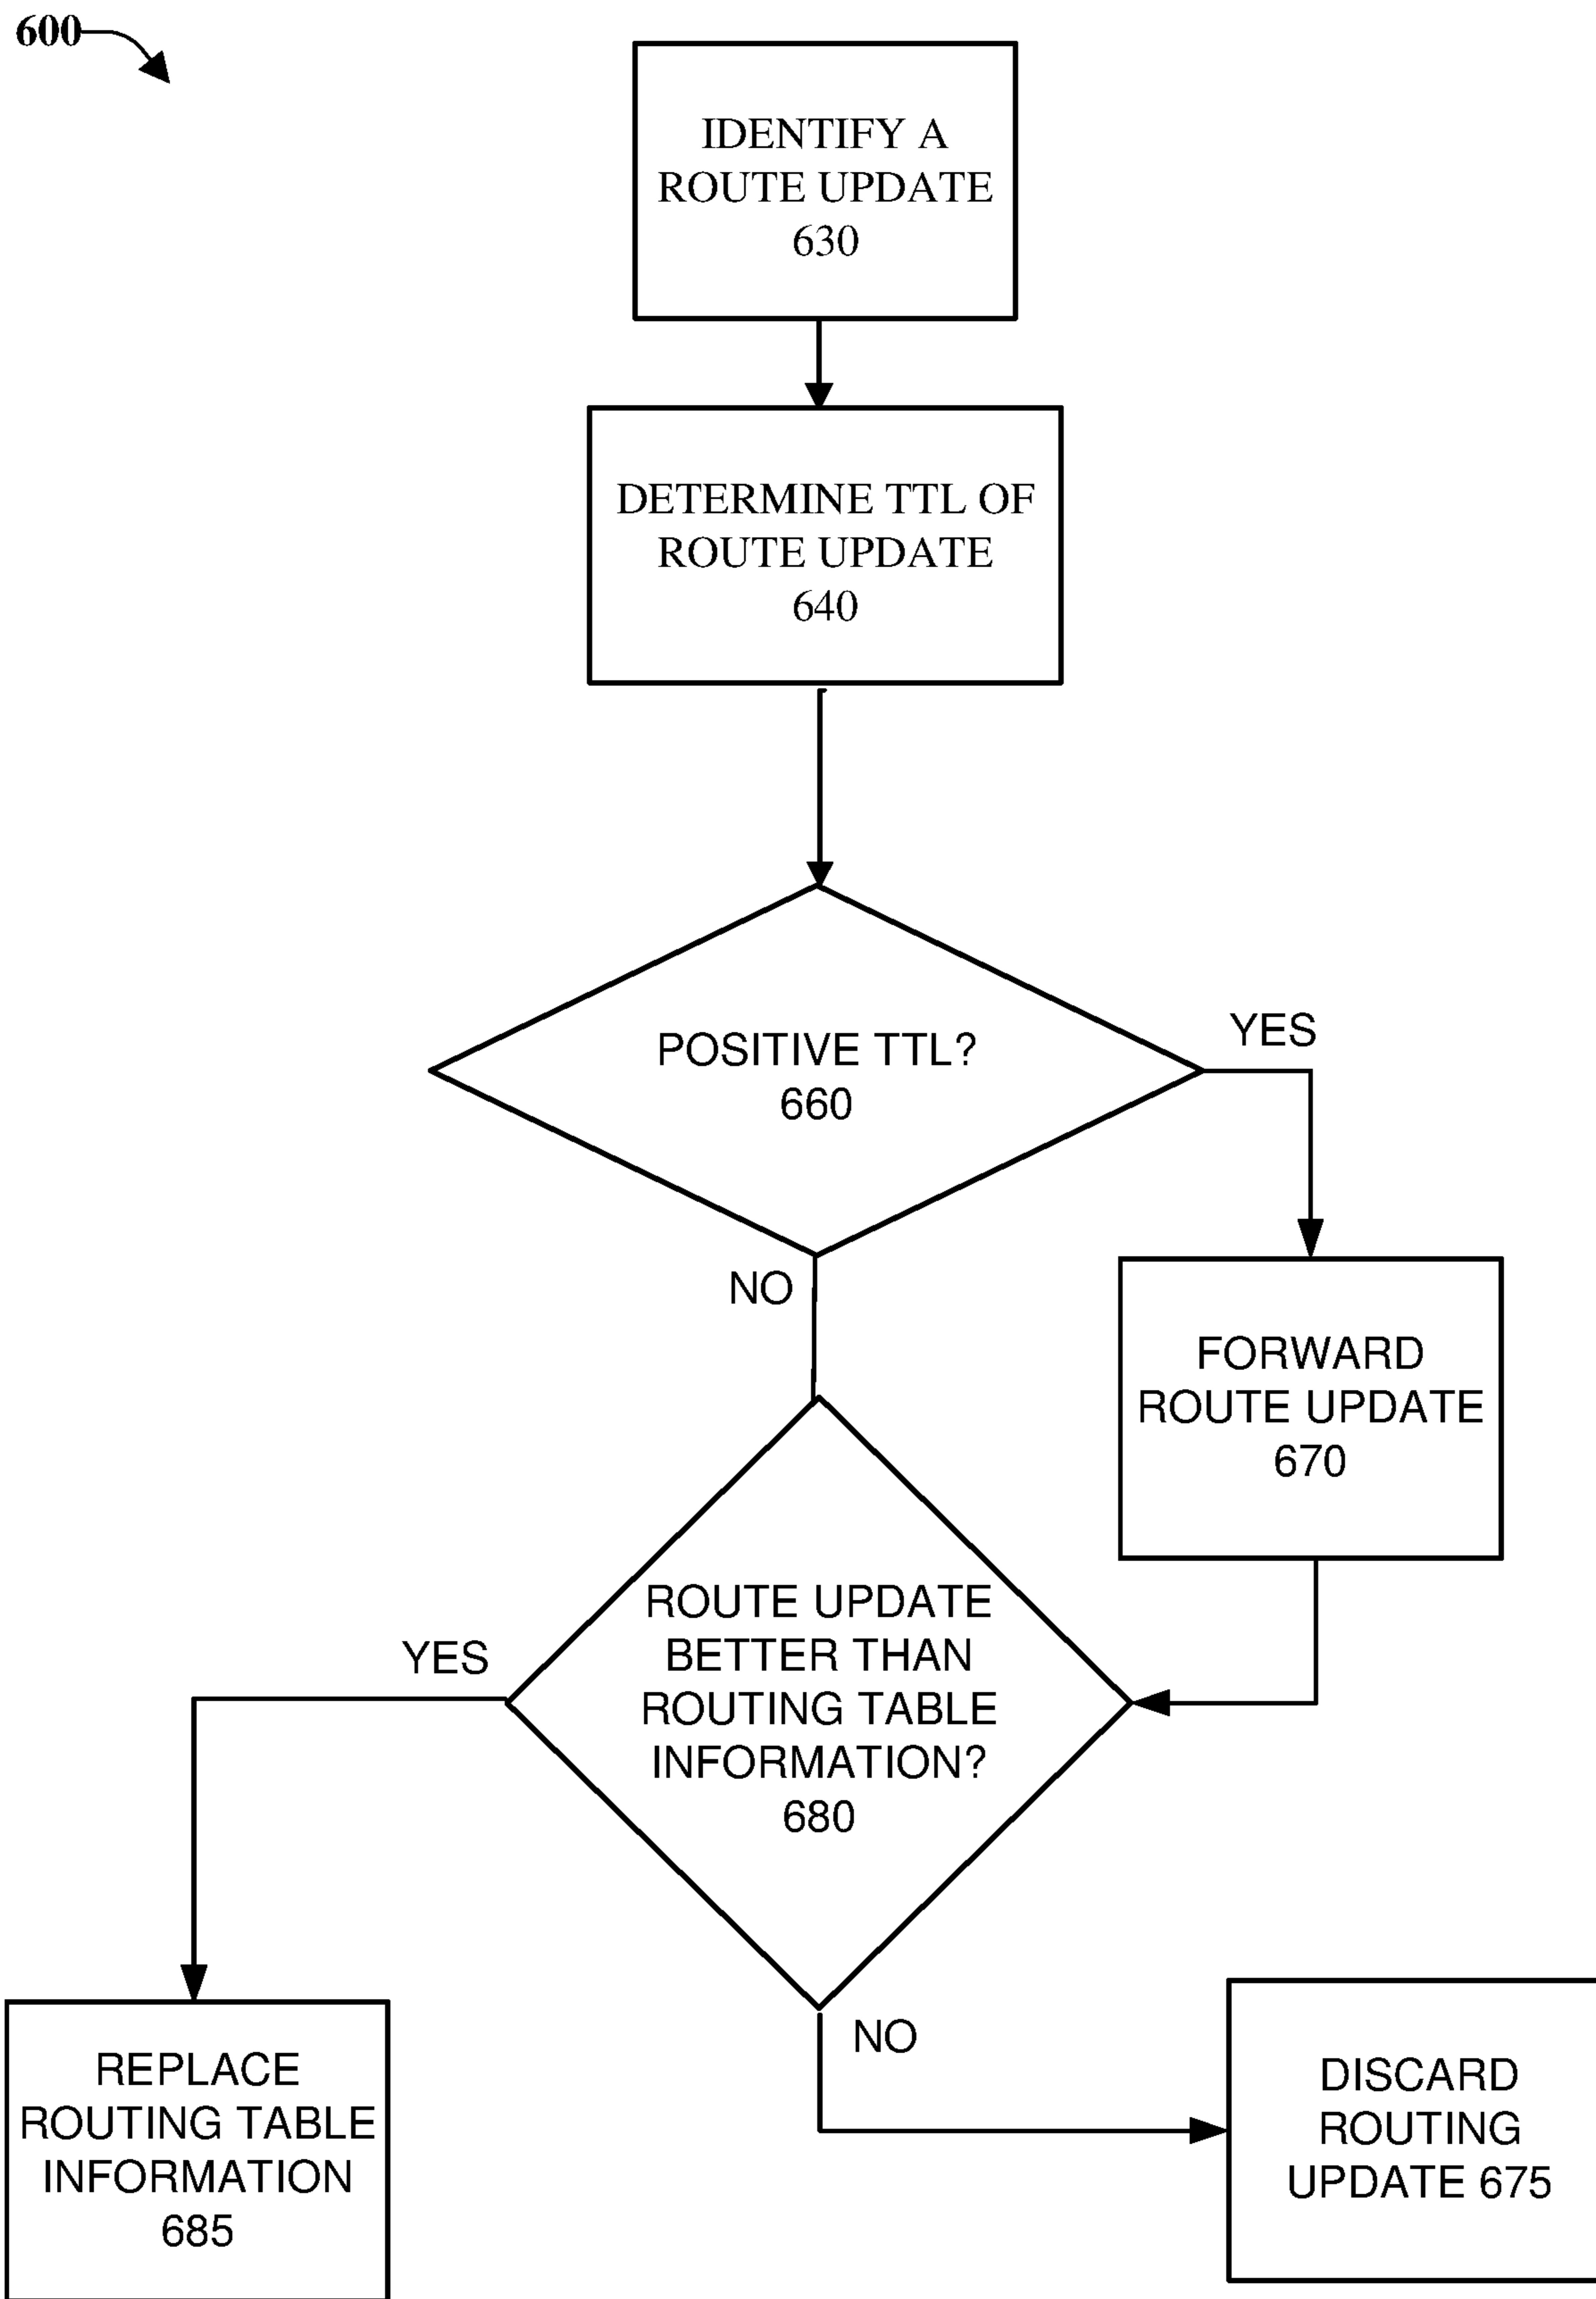 600
IDENTIFY A
ROUTE UPDATE
630
DETERMINE TTL OF
ROUTE UPDATE
640
POSITIVE TTL?
660
YES
NO
FORWARD
ROUTE UPDATE
670
ROUTE UPDATE
BETTER THAN
ROUTING TABLE
INFORMATION?
680
YES
NO
REPLACE
ROUTING TABLE
INFORMATION
685
DISCARD
ROUTING
UPDATE 675